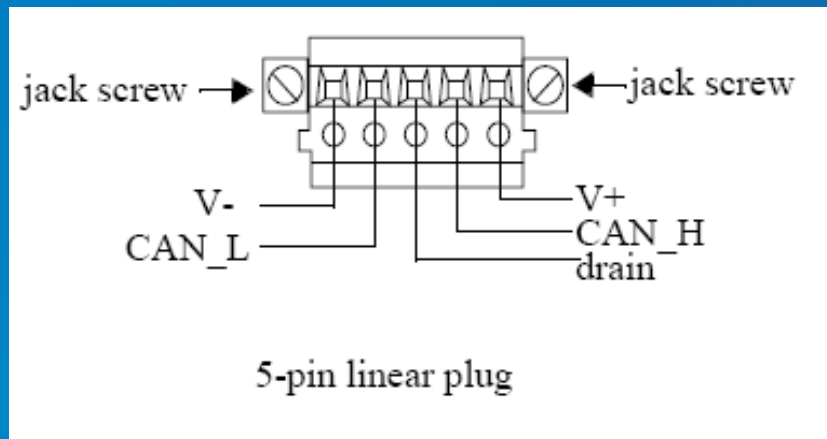 jack screw
jack screw
V-
V+
CAN_L
CAN_H
drain
5-pin linear plug